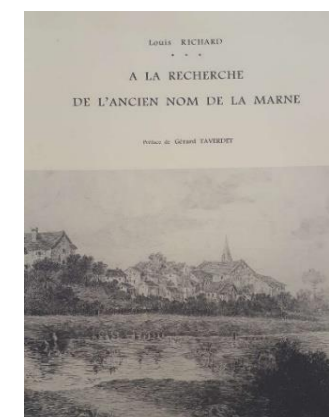 Louis RICHARD
* * *
A LA RECHERCHE
DE L'ANCIEN NOM DE LA MARNE
Préface de Gérard TAVERDET